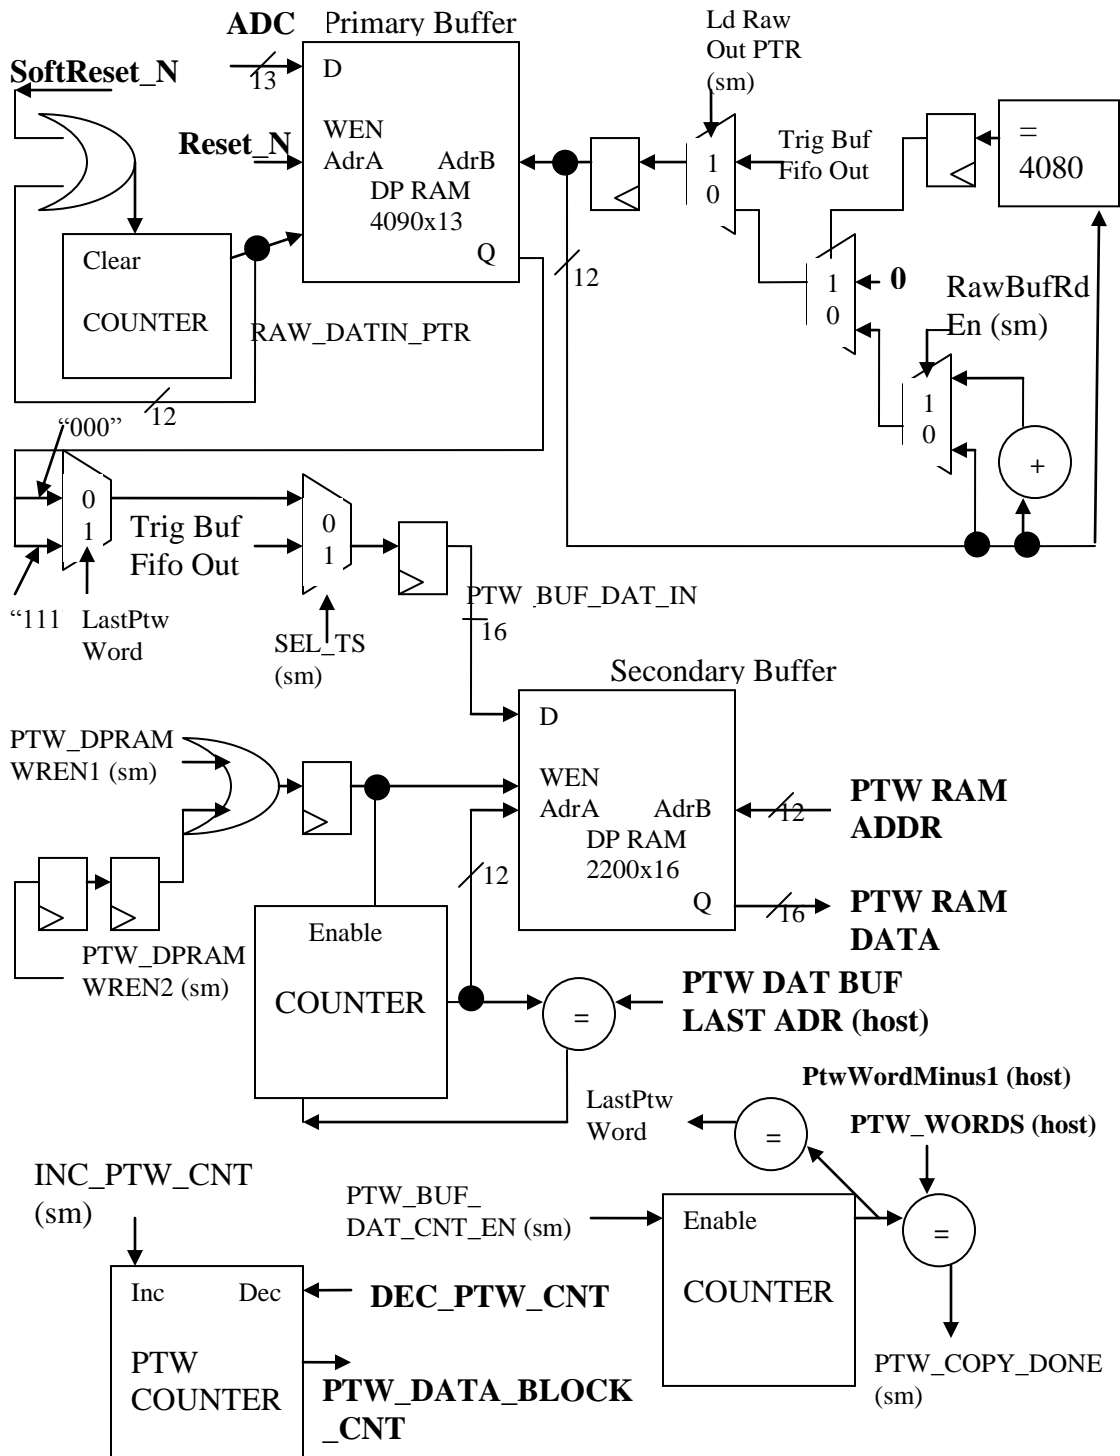 ADC
Primary Buffer
Ld Raw
Out PTR
(sm)
SoftReset_N
13
D
WEN
Reset_N
AdrA
AdrB
DP RAM
4090x13
Q
1
0
Trig Buf
Fifo Out
=
4080
Clear
COUNTER
RAW_DATIN_PTR
12
12
1
0
0
RawBufRd
En (sm)
1
0
+
“000”
0
1
Trig Buf
Fifo Out
0
1
“111
LastPtw
Word
SEL_TS
(sm)
PTW_BUF_DAT_IN
16
Secondary Buffer
D
PTW_DPRAM
WREN1 (sm)
WEN
AdrA
AdrB
DP RAM
2200x16
Q
12
PTW RAM
ADDR
12
16
PTW RAM
DATA
PTW_DPRAM
WREN2 (sm)
Enable
COUNTER
=
PTW DAT BUF
LAST ADR (host)
PtwWordMinus1 (host)
LastPtw
Word
=
PTW_WORDS (host)
INC_PTW_CNT
(sm)
PTW_BUF_
DAT_CNT_EN (sm)
Enable
COUNTER
=
Inc
Dec
DEC_PTW_CNT
PTW
COUNTER
PTW_DATA_BLOCK
_CNT
PTW_COPY_DONE
(sm)